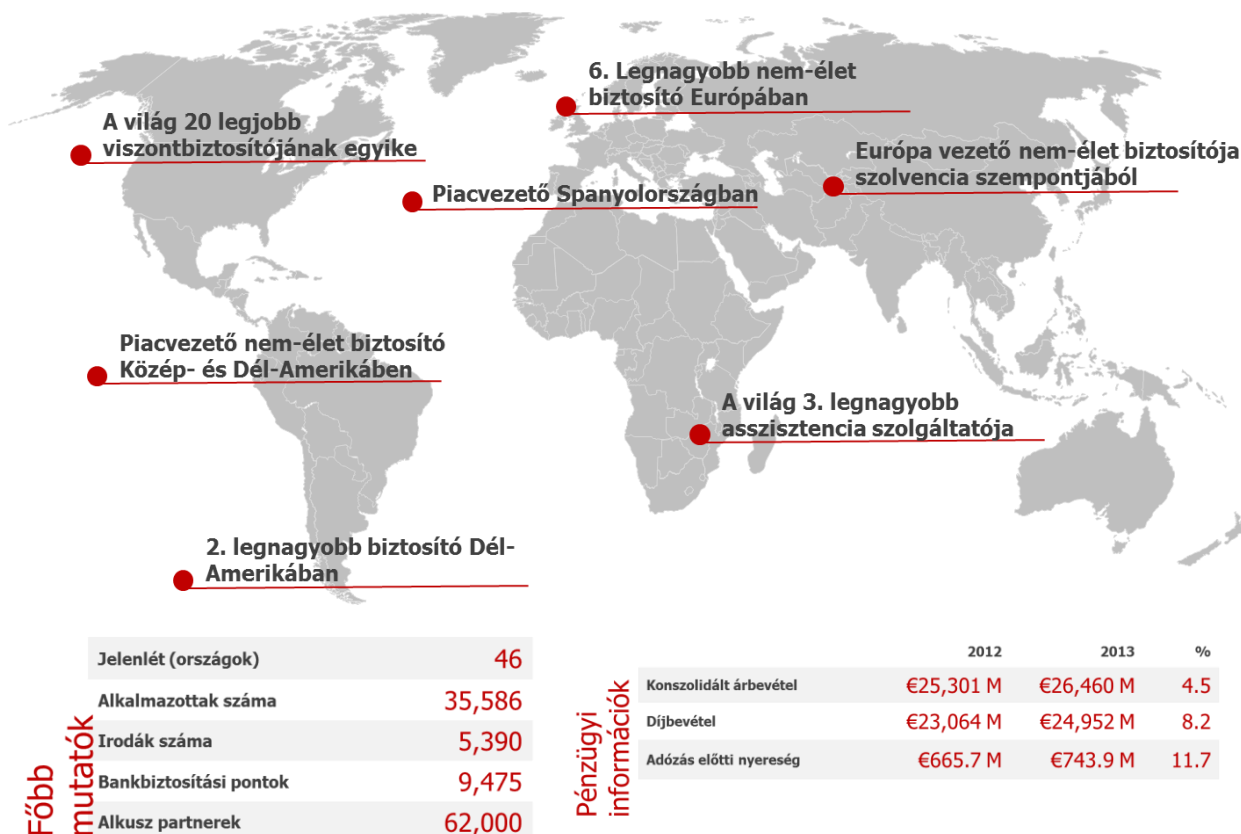 6. Legnagyobb nem-élet
biztosító Európában
A világ 20 legjobb
viszontbiztosítójának egyike
Európa vezető nem-élet biztosítója
szolvencia szempontjából
Piacvezető Spanyolországban
Piacvezető nem-élet biztosító
Közép- és Dél-Amerikáben
A világ 3. legnagyobb
asszisztencia szolgáltatója
2. legnagyobb biztosító Dél-
Amerikában
Főbb
mutatók
Jelenlét (országok) 46
Alkalmazottak száma 35,586
Irodák száma 5,390
Bankbiztosítási pontok 9,475
Alkusz partnerek 62,000
Pénzügyi
információk
2012 2013 %
Konszolidált árbevétel €25,301 M €26,460 M 4.5
Díjbevétel €23,064 M €24,952 M 8.2
Adózás előtti nyereség €665.7 M €743.9 M 11.7